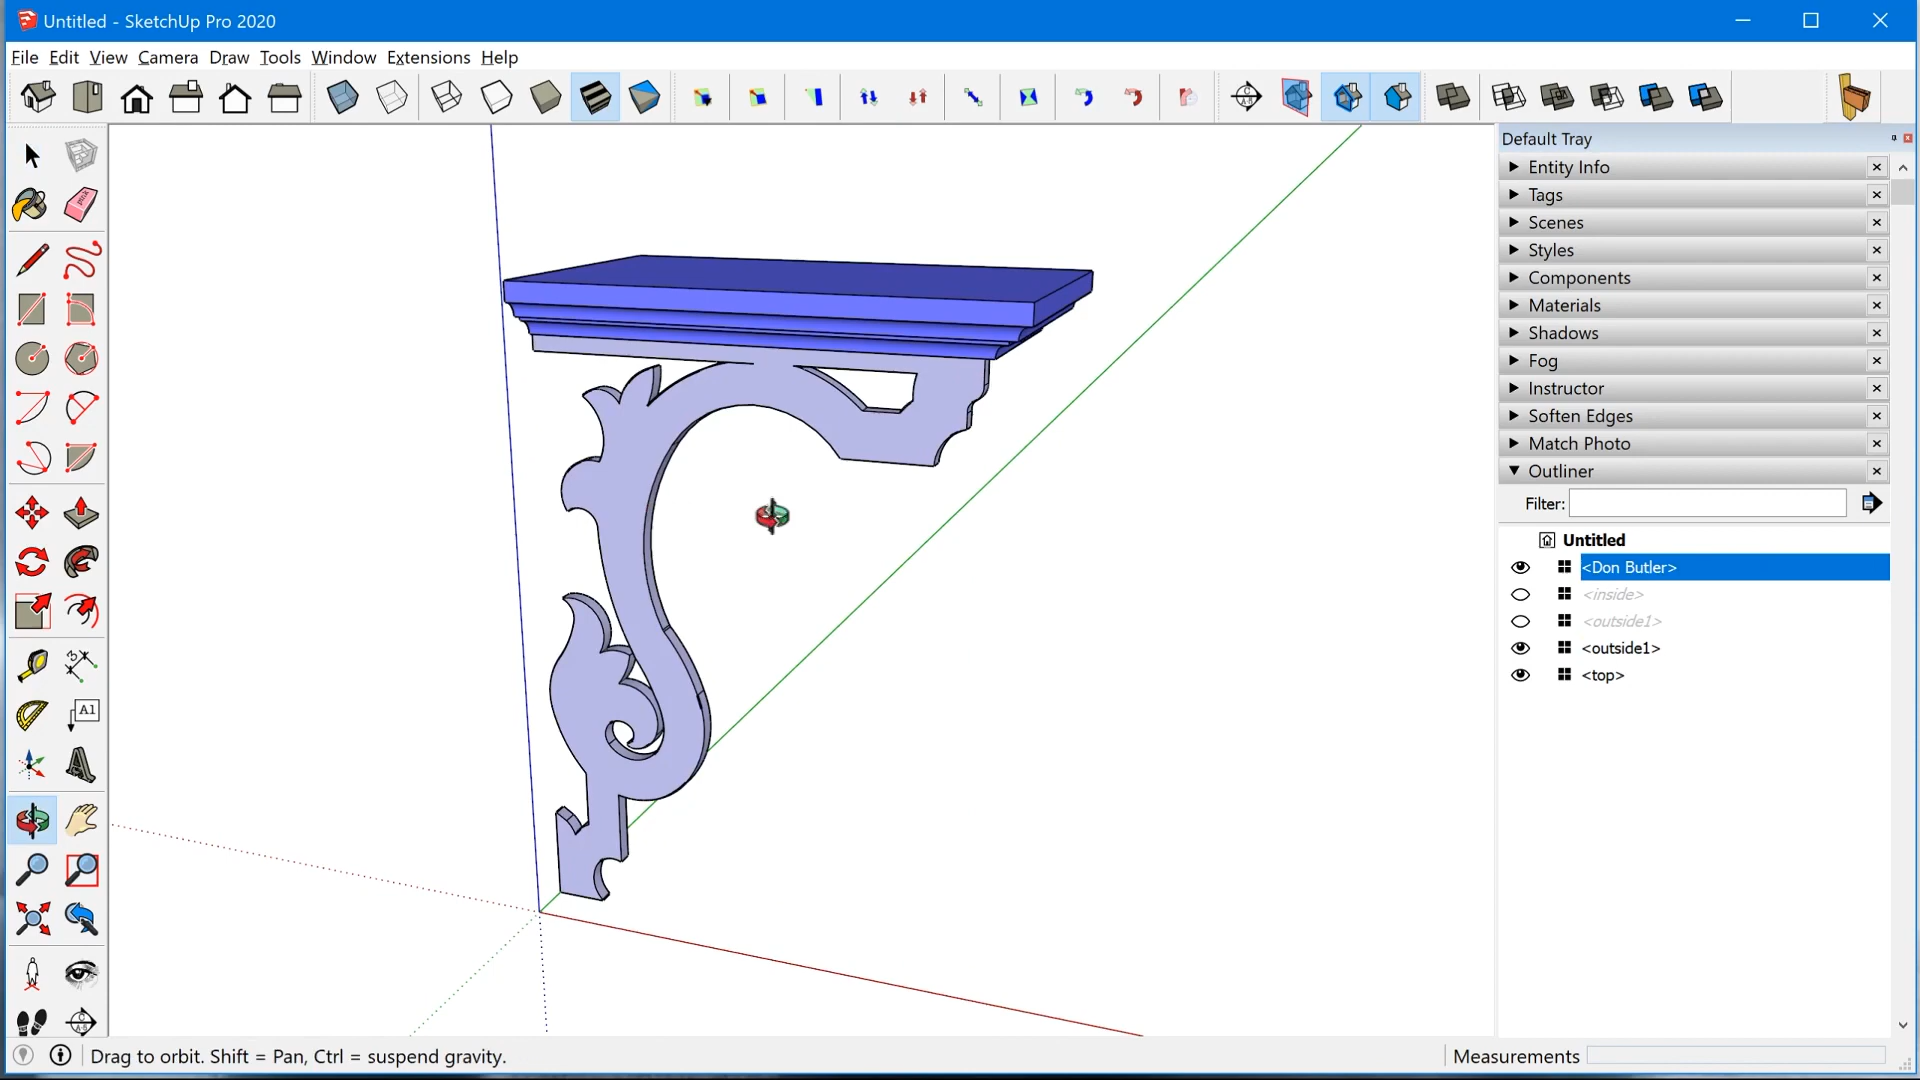 Untitled - SketchUp Pro 2020
File Edit View Camera Draw Tools Window Extensions Help
Default Tray
Entity Info
Tags
Scenes
Styles
Components
Materials
Shadows
Fog
Instructor
Soften Edges
Match Photo
Outliner
Filter:
Untitled
<Don Butler>
<inside>
<outside1>
<outside1>
<top>
A1
Drag to orbit. Shift = Pan, Ctrl = suspend gravity.
Measurements